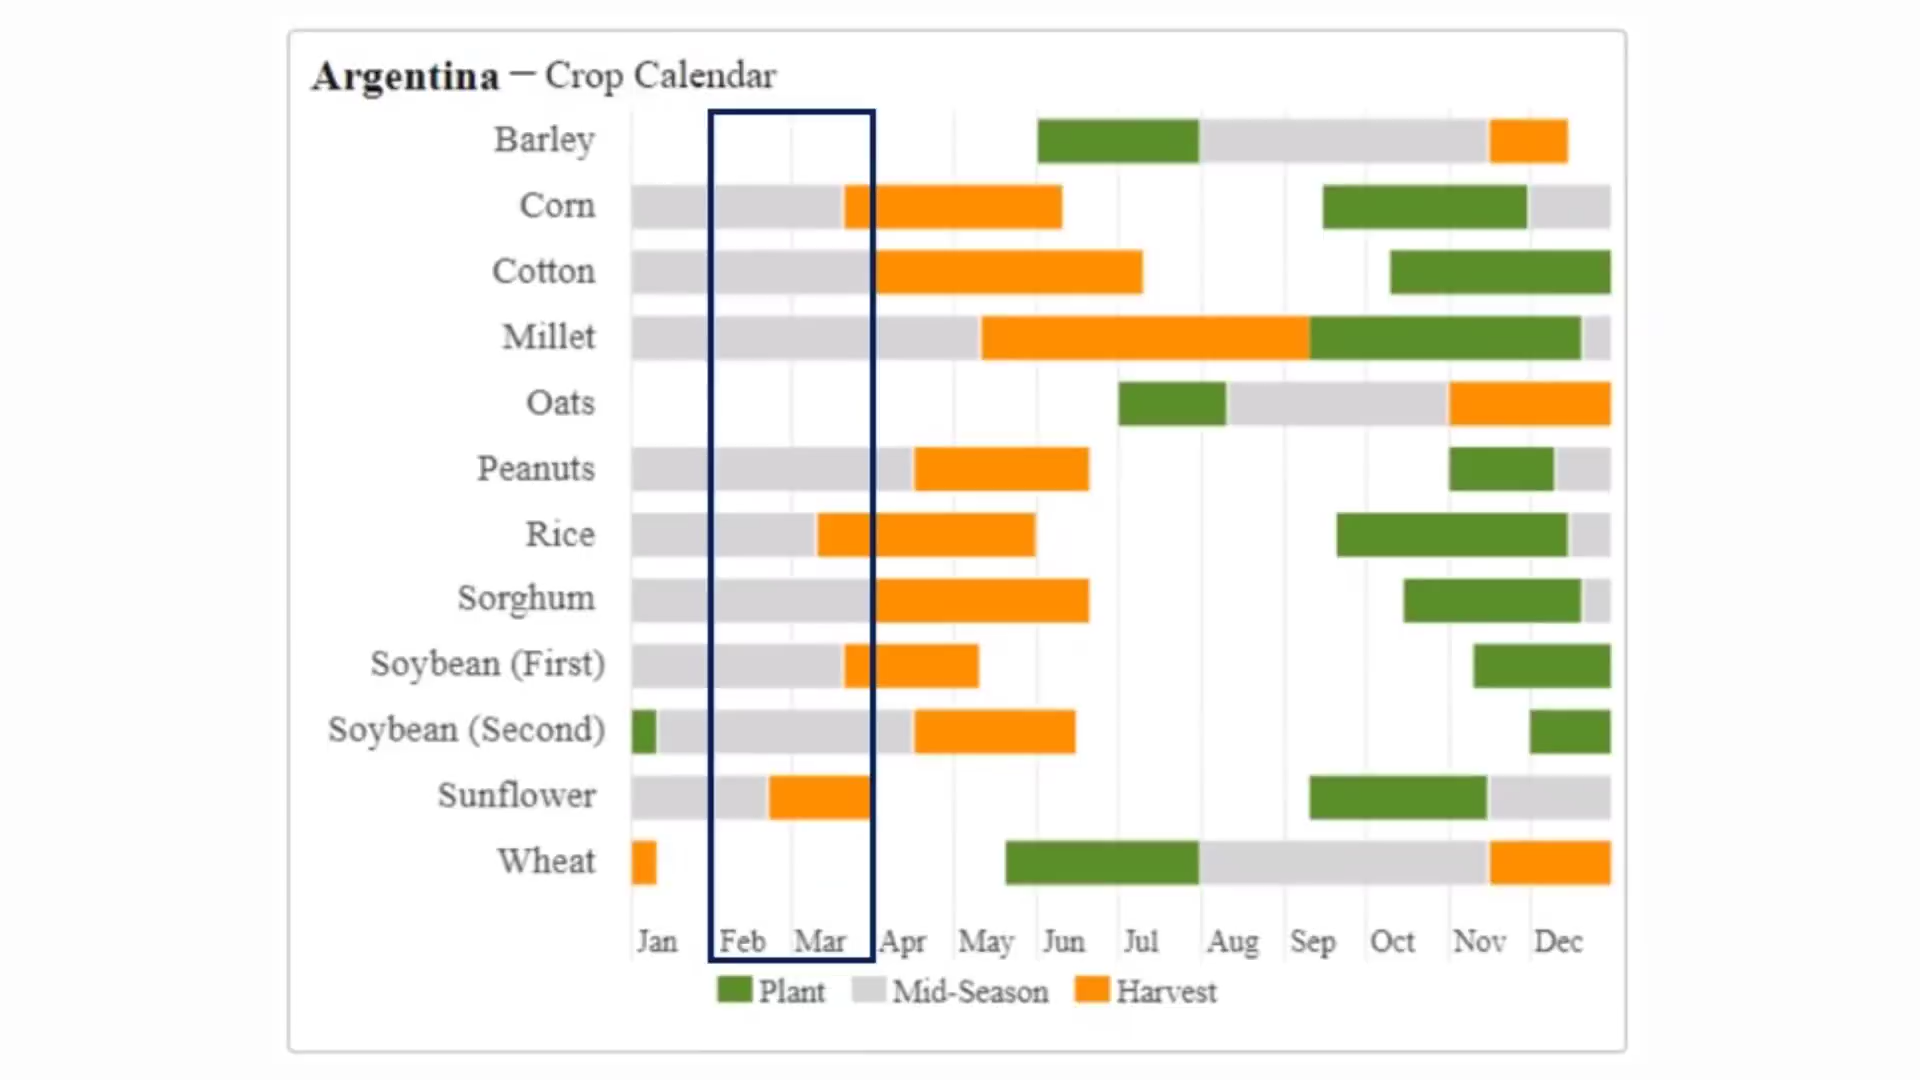 Argentina — Crop Calendar
Barley
Corn
Cotton
Millet
Oats
Peanuts
Rice
Sorghum
Soybean (First)
Soybean (Second)
Sunflower
Wheat
Jan Feb Mar Apr May Jun Jul Aug Sep Oct Nov Dec
Plant Mid-Season Harvest